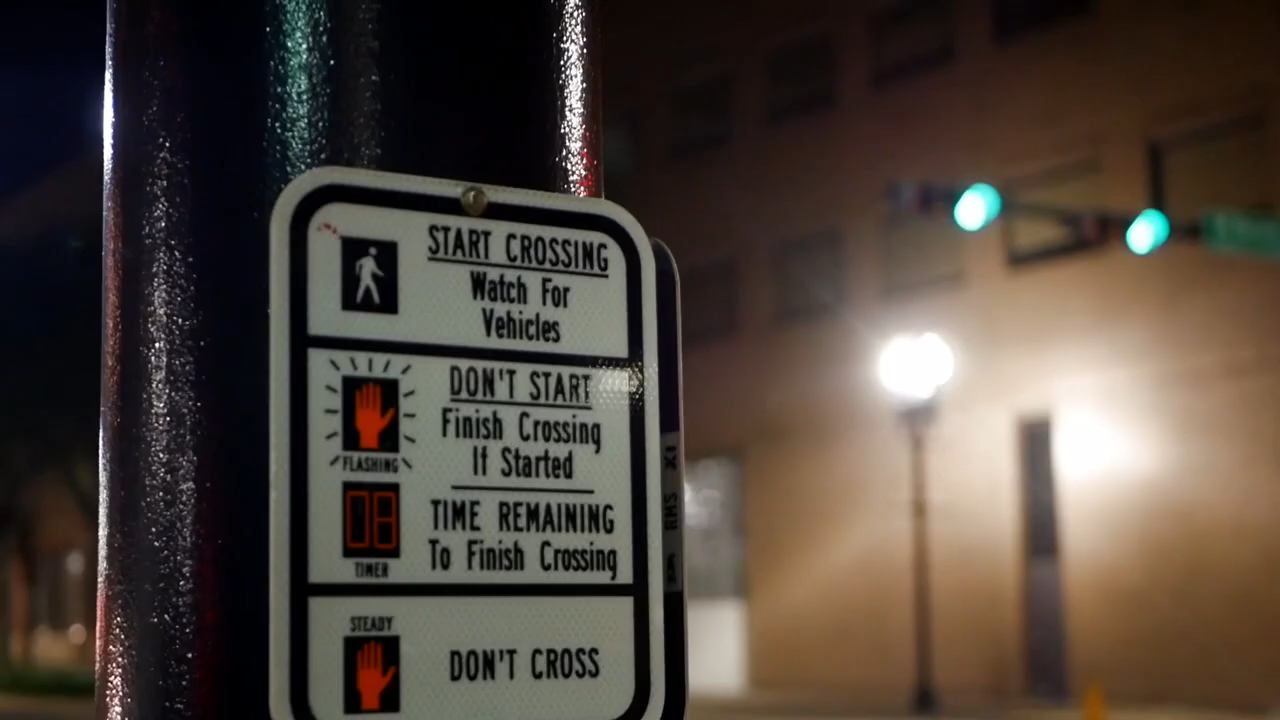 START CROSSING
Watch For
Vehicles
DON'T START
Finish Crossing
If Started
FLASHING
TIME REMAINING
To Finish Crossing
TIMER
STEADY
DON'T CROSS